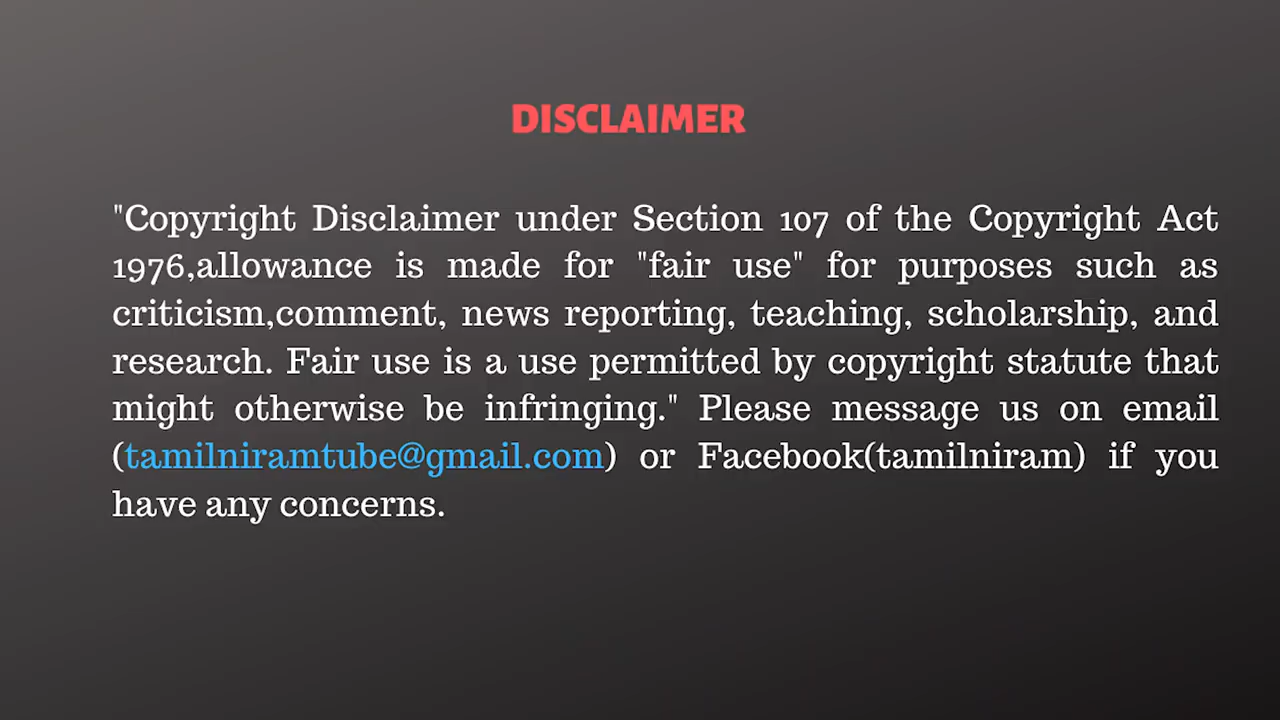 DISCLAIMER
"Copyright Disclaimer under Section 107 of the Copyright Act
1976,allowance is made for "fair use" for purposes such as
criticism,comment, news reporting, teaching, scholarship, and
research. Fair use is a use permitted by copyright statute that
might otherwise be infringing." Please message us on email
(tamilniramtube@gmail.com) or Facebook(tamilniram) if you
have any concerns.